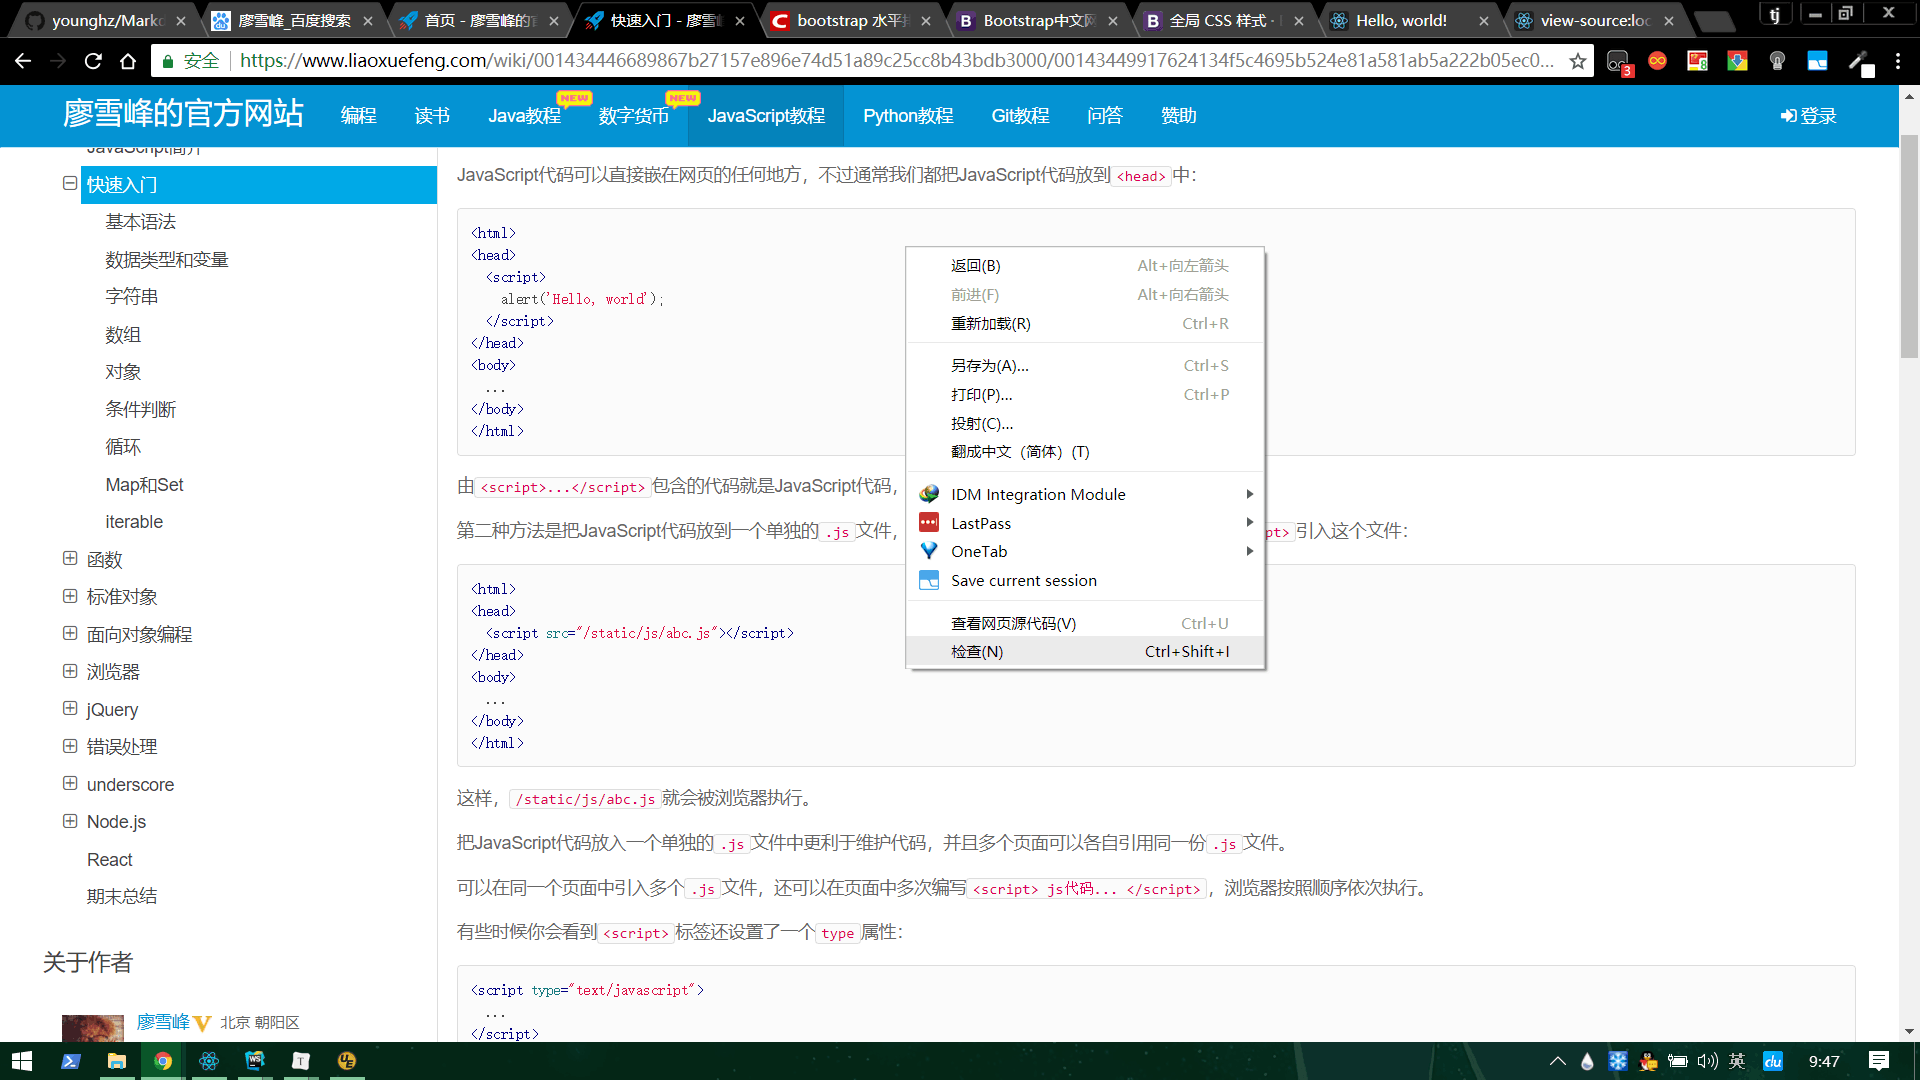 younghz/Markd
廖雪峰_百度搜索
首页 - 廖雪峰的
快速入门 - 廖雪
bootstrap 水平排
Bootstrap中文网
全局 CSS 样式 ·
Hello, world!
view-source:loc
tj
安全
https://www.liaoxuefeng.com/wiki/001434446689867b27157e896e74d51a89c25cc8b43bdb3000/00143449917624134f5c4695b524e81a581ab5a222b05ec0...
3
廖雪峰的官方网站
编程
读书
Java教程
NEW
数字货币
NEW
JavaScript教程
Python教程
Git教程
问答
赞助
登录
JavaScript简介
快速入门
基本语法
数据类型和变量
字符串
数组
对象
条件判断
循环
Map和Set
iterable
函数
标准对象
面向对象编程
浏览器
jQuery
错误处理
underscore
Node.js
React
期末总结
关于作者
廖雪峰 V 北京 朝阳区
JavaScript代码可以直接嵌在网页的任何地方，不过通常我们都把JavaScript代码放到<head>中：
<html>
<head>
<script>
alert('Hello, world');
</script>
</head>
<body>
...
</body>
</html>
由<script>...</script>包含的代码就是JavaScript代码，
第二种方法是把JavaScript代码放到一个单独的.js文件，
pt>引入这个文件：
<html>
<head>
<script src="/static/js/abc.js"></script>
</head>
<body>
...
</body>
</html>
这样，/static/js/abc.js就会被浏览器执行。
把JavaScript代码放入一个单独的.js文件中更利于维护代码，并且多个页面可以各自引用同一份.js文件。
可以在同一个页面中引入多个.js文件，还可以在页面中多次编写<script> js代码... </script>，浏览器按照顺序依次执行。
有些时候你会看到<script>标签还设置了一个type属性：
<script type="text/javascript">
...
</script>
返回(B) Alt+向左箭头
前进(F) Alt+向右箭头
重新加载(R) Ctrl+R
另存为(A)... Ctrl+S
打印(P)... Ctrl+P
投射(C)...
翻成中文（简体）(T)
IDM Integration Module
LastPass
OneTab
Save current session
查看网页源代码(V) Ctrl+U
检查(N) Ctrl+Shift+I
英
du
9:47